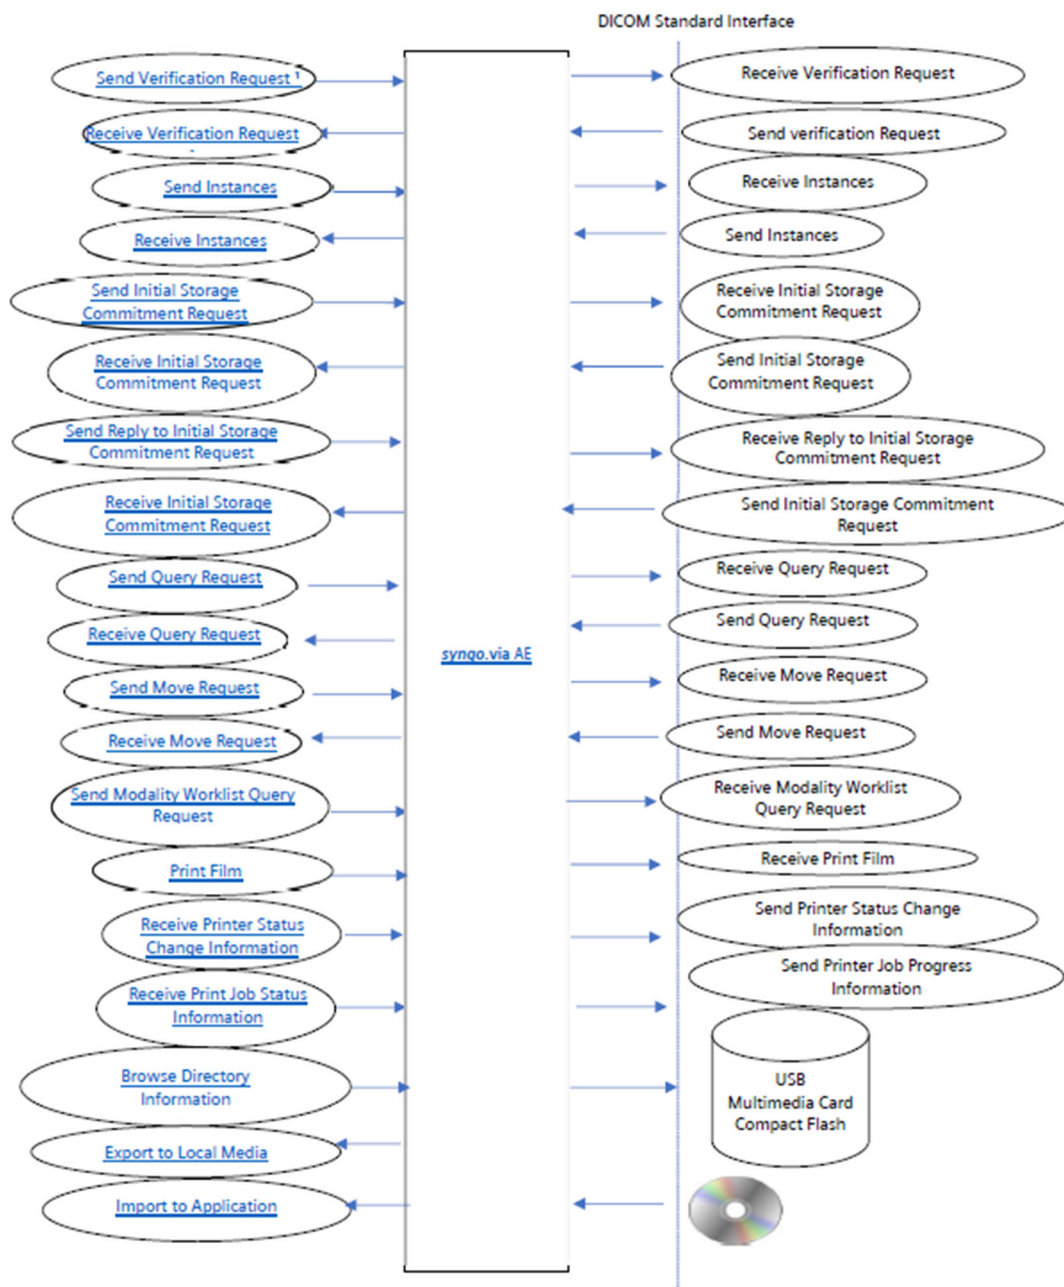 DICOM Standard Interface
Send Verification Request ¹
Receive Verification Request
Receive Verification Request
Send verification Request
Send Instances
Receive Instances
Receive Instances
Send Instances
Send Initial Storage
Commitment Request
Receive Initial Storage
Commitment Request
Receive Initial Storage
Commitment Request
Send Initial Storage
Commitment Request
Send Reply to Initial Storage
Commitment Request
Receive Reply to Initial Storage
Commitment Request
Receive Initial Storage
Commitment Request
Send Initial Storage Commitment
Request
Send Query Request
Receive Query Request
Receive Query Request
Send Query Request
syngo.via AE
Send Move Request
Receive Move Request
Receive Move Request
Send Move Request
Send Modality Worklist Query
Request
Receive Modality Worklist
Query Request
Print Film
Receive Print Film
Receive Printer Status
Change Information
Send Printer Status Change
Information
Receive Print Job Status
Information
Send Printer Job Progress
Information
Browse Directory
Information
USB
Multimedia Card
Compact Flash
Export to Local Media
Import to Application